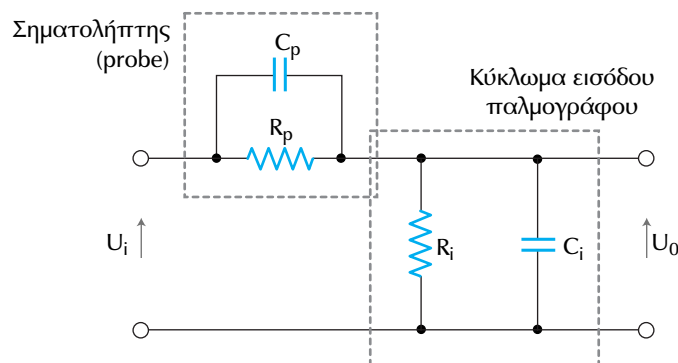 Σηματολήπτης
(probe)
Cp
Rp
Κύκλωμα εισόδου
παλμογράφου
Ui
Ri
Ci
U0